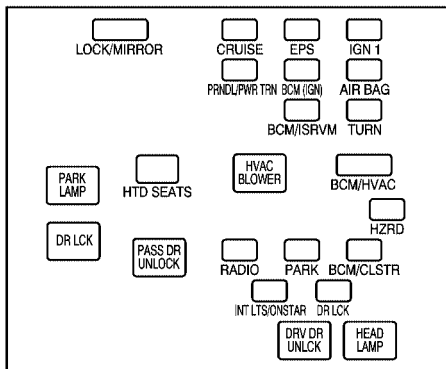 LOCK/MIRROR
CRUISE
EPS
IGN 1
PRNDL/PWR TRN
BCM (IGN)
AIR BAG
BCM/ISRVM
TURN
PARK
LAMP
HTD SEATS
HVAC
BLOWER
BCM/HVAC
HZRD
DR LCK
PASS DR
UNLOCK
RADIO
PARK
BCM/CLSTR
INT LTS/ONSTAR
DR LCK
DRV DR
UNLCK
HEAD
LAMP